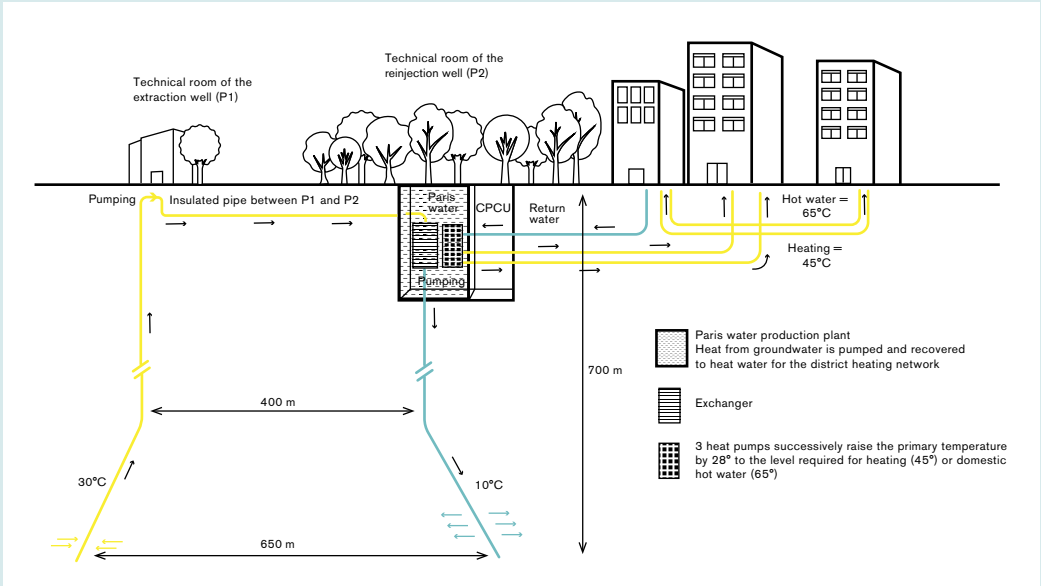 Technical room of the
extraction well (P1)
Technical room of the
reinjection well (P2)
Pumping
Insulated pipe between P1 and P2
Paris
water
CPCU
Return
water
Hot water =
65°C
Heating =
45°C
Pumping
700 m
400 m
30°C
10°C
650 m
Paris water production plant
Heat from groundwater is pumped and recovered
to heat water for the district heating network
Exchanger
3 heat pumps successively raise the primary temperature
by 28° to the level required for heating (45°) or domestic
hot water (65°)